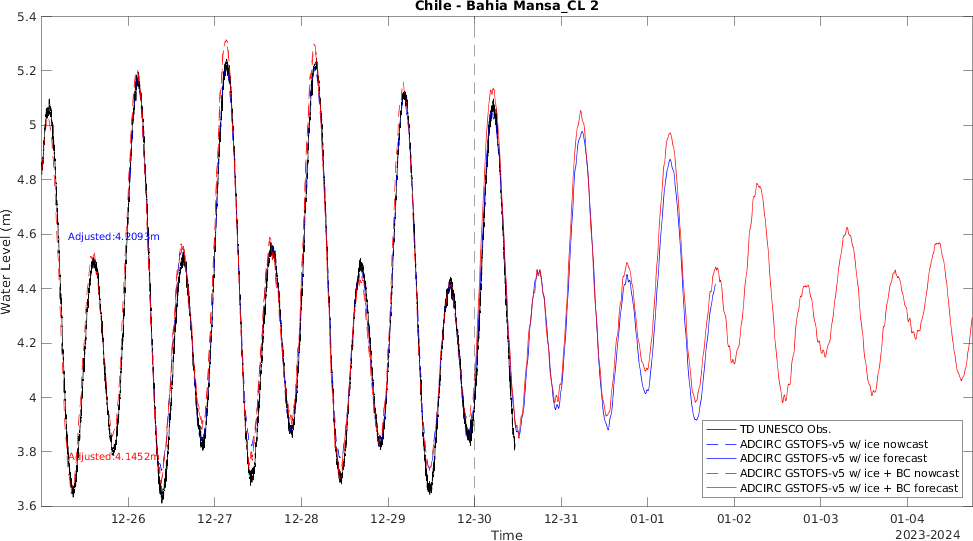 Chile - Bahia Mansa_CL 2
5.4
5.2
5
4.8
4.6
4.4
4.2
4
3.8
3.6
Water Level (m)
Adjusted:4.2093m
Adjusted:4.1452m
TD UNESCO Obs.
ADCIRC GSTOFS-v5 w/ ice nowcast
ADCIRC GSTOFS-v5 w/ ice forecast
ADCIRC GSTOFS-v5 w/ ice + BC nowcast
ADCIRC GSTOFS-v5 w/ ice + BC forecast
12-26 12-27 12-28 12-29 12-30 12-31 01-01 01-02 01-03 01-04
Time
2023-2024